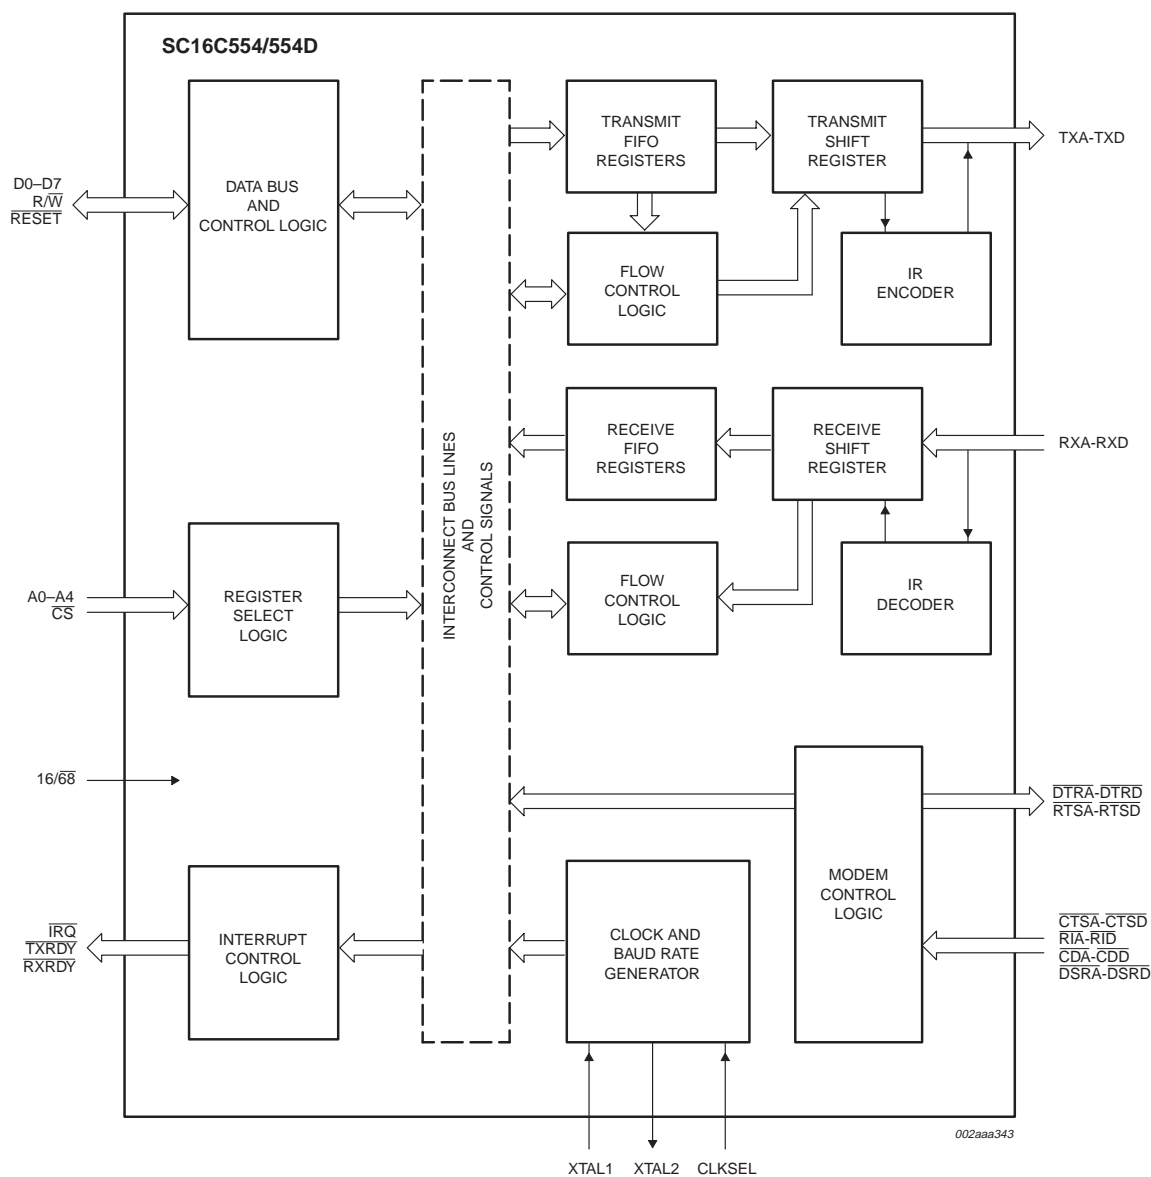 SC16C554/554D
D0–D7
R/W
RESET
DATA BUS
AND
CONTROL LOGIC
TRANSMIT
FIFO
REGISTERS
TRANSMIT
SHIFT
REGISTER
TXA-TXD
FLOW
CONTROL
LOGIC
IR
ENCODER
INTERCONNECT BUS LINES
AND
CONTROL SIGNALS
RECEIVE
FIFO
REGISTERS
RECEIVE
SHIFT
REGISTER
RXA-RXD
FLOW
CONTROL
LOGIC
IR
DECODER
A0–A4
CS
REGISTER
SELECT
LOGIC
16/68
DTRA-DTRD
RTSA-RTSD
MODEM
CONTROL
LOGIC
CTSA-CTSD
RIA-RID
CDA-CDD
DSRA-DSRD
IRQ
TXRDY
RXRDY
INTERRUPT
CONTROL
LOGIC
CLOCK AND
BAUD RATE
GENERATOR
XTAL1
XTAL2
CLKSEL
002aaa343